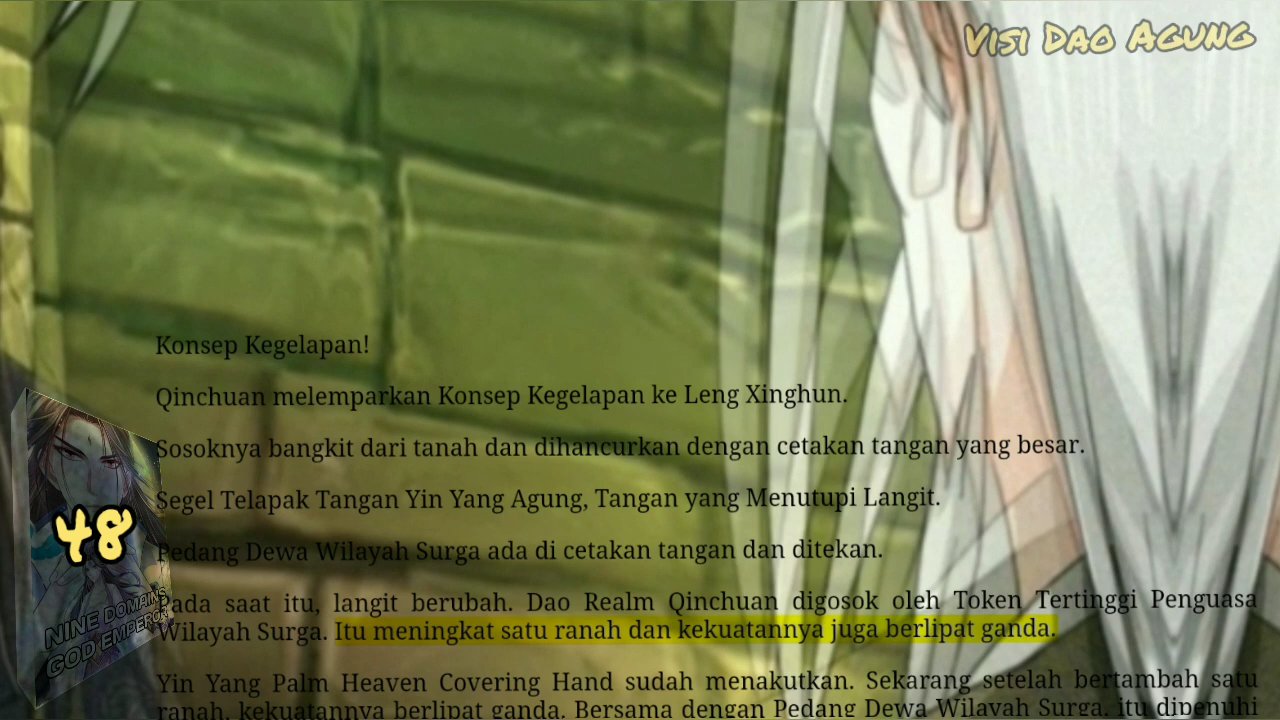 Visi Dao Agung
Konsep Kegelapan!
Qinchuan melemparkan Konsep Kegelapan ke Leng Xinghun.
Sosoknya bangkit dari tanah dan dihancurkan dengan cetakan tangan yang besar.
Segel Telapak Tangan Yin Yang Agung, Tangan yang Menutupi Langit.
48
Pedang Dewa Wilayah Surga ada di cetakan tangan dan ditekan.
Pada saat itu, langit berubah. Dao Realm Qinchuan digosok oleh Token Tertinggi Penguasa
Wilayah Surga. Itu meningkat satu ranah dan kekuatannya juga berlipat ganda.
NINE DOMAINS
GOD EMPEROR
Yin Yang Palm Heaven Covering Hand sudah menakutkan. Sekarang setelah bertambah satu
ranah, kekuatannya berlipat ganda. Bersama dengan Pedang Dewa Wilayah Surga, itu dipenuhi